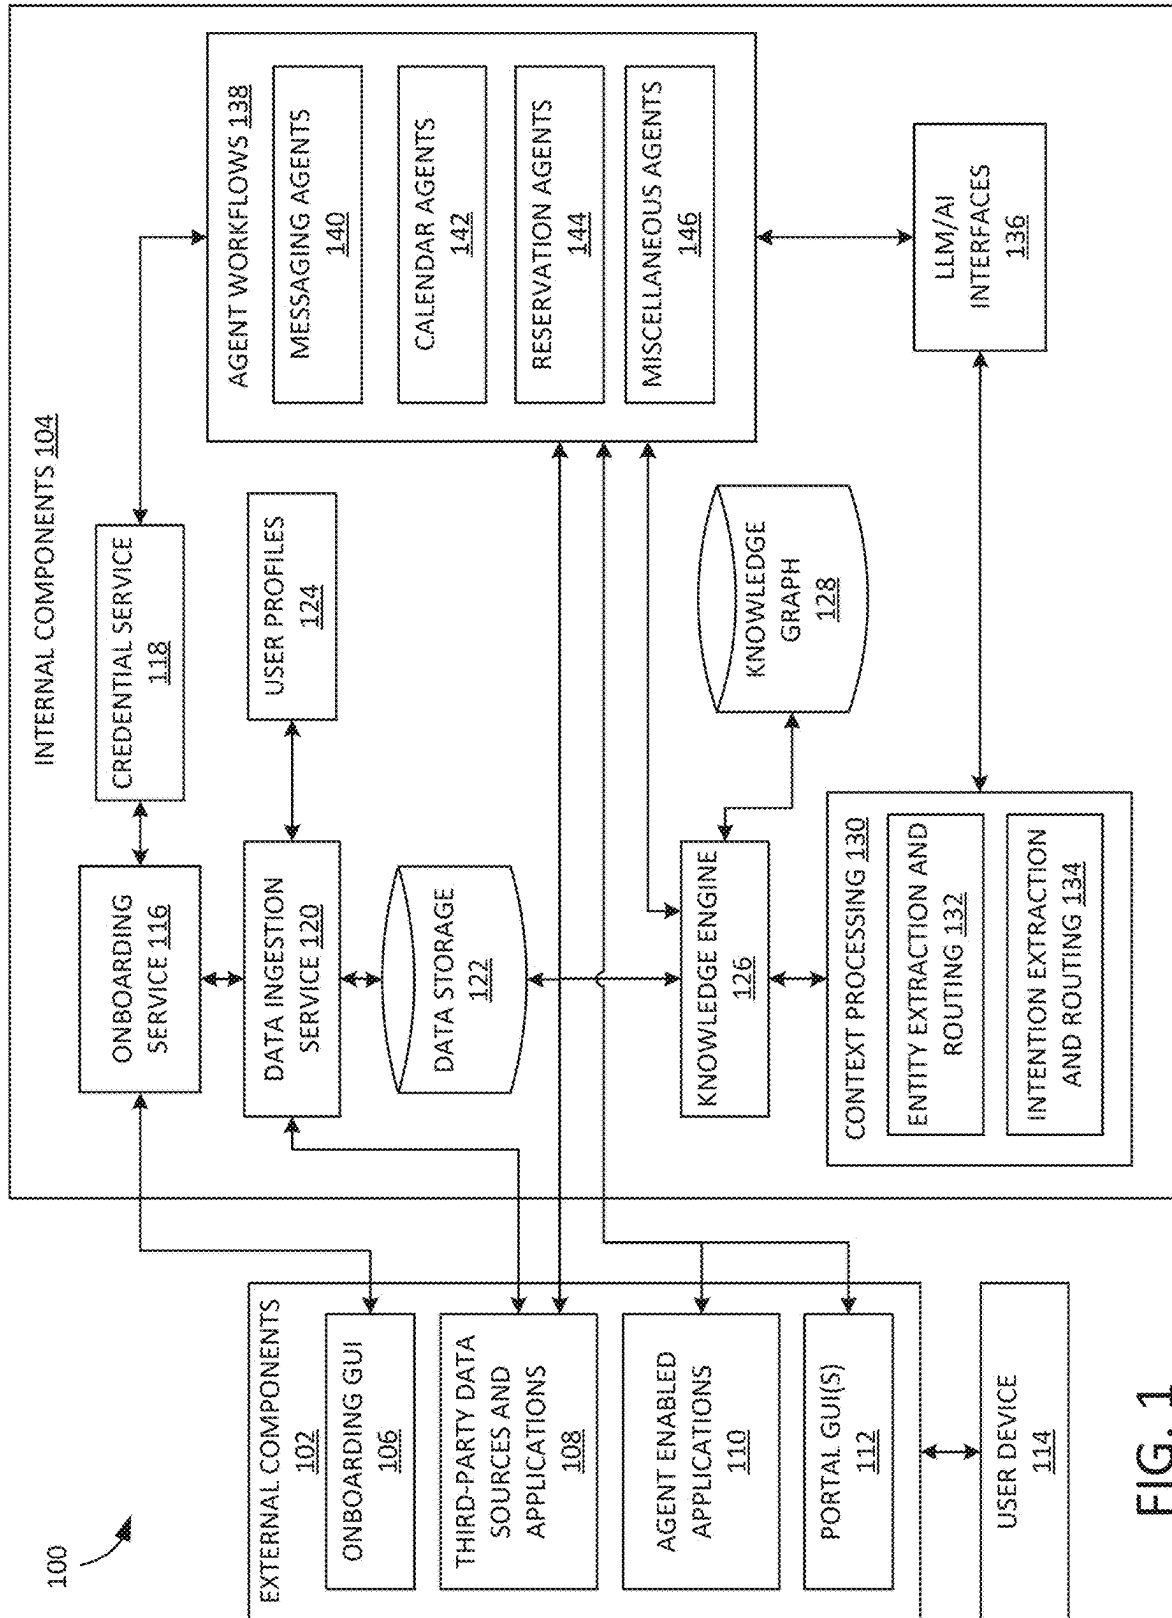 100
EXTERNAL COMPONENTS
102
ONBOARDING GUI
106
THIRD-PARTY DATA
SOURCES AND
APPLICATIONS
108
AGENT ENABLED
APPLICATIONS
110
PORTAL GUI(S)
112
USER DEVICE
114
INTERNAL COMPONENTS 104
ONBOARDING
SERVICE 116
CREDENTIAL SERVICE
118
DATA INGESTION
SERVICE 120
USER PROFILES
124
DATA STORAGE
122
KNOWLEDGE ENGINE
126
KNOWLEDGE
GRAPH
128
CONTEXT PROCESSING 130
ENTITY EXTRACTION AND
ROUTING 132
INTENTION EXTRACTION
AND ROUTING 134
AGENT WORKFLOWS 138
MESSAGING AGENTS
140
CALENDAR AGENTS
142
RESERVATION AGENTS
144
MISCELLANEOUS AGENTS
146
LLM/AI
INTERFACES
136
FIG. 1